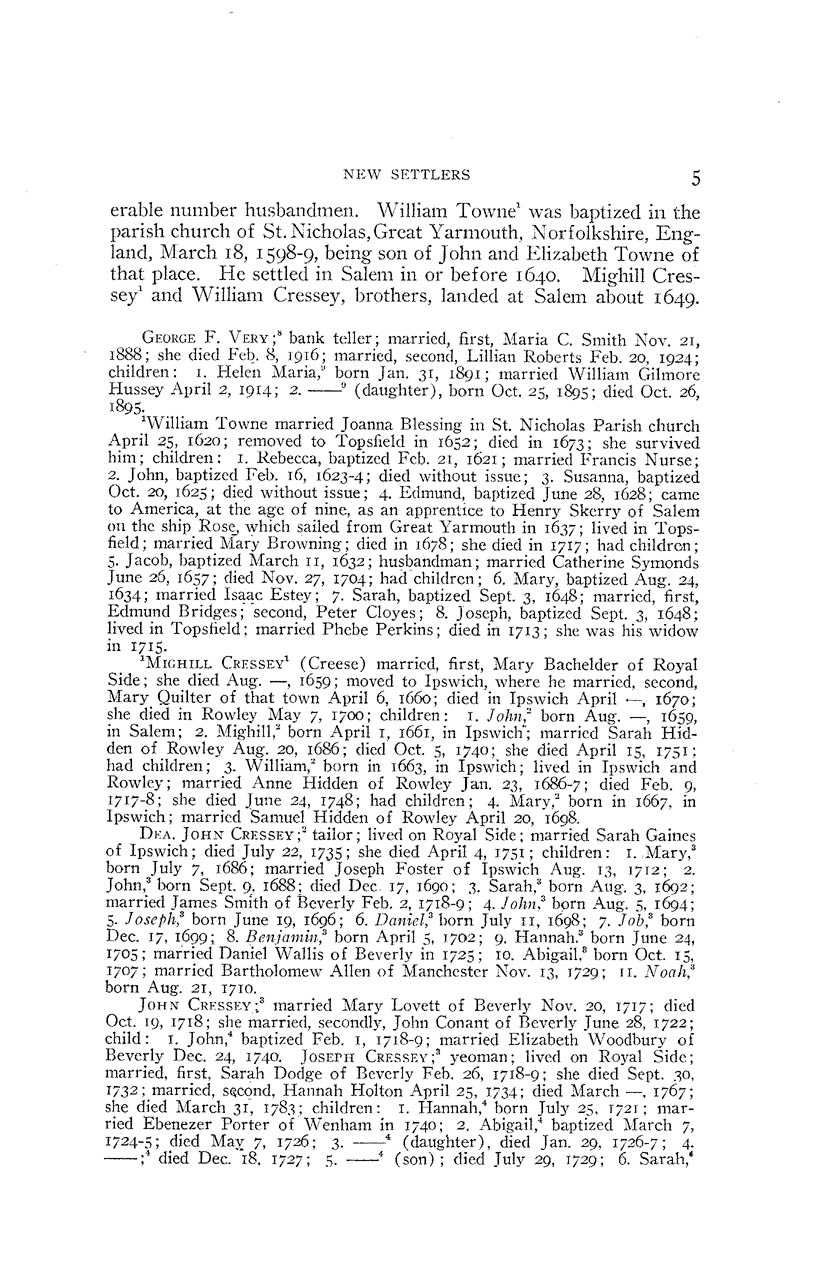 NEW SETTLERS 5
erable number husbandmen. William Towne¹ was baptized in the
parish church of St. Nicholas, Great Yarmouth, Norfolkshire, Eng-
land, March 18, 1598-9, being son of John and Elizabeth Towne of
that place. He settled in Salem in or before 1640. Mighill Cres-
sey¹ and William Cressey, brothers, landed at Salem about 1649.
GEORGE F. VERY;⁸ bank teller; married, first, Maria C. Smith Nov. 21,
1888; she died Feb. 8, 1916; married, second, Lillian Roberts Feb. 20, 1924;
children: 1. Helen Maria,⁹ born Jan. 31, 1891; married William Gilmore
Hussey April 2, 1914; 2. ——⁹ (daughter), born Oct. 25, 1895; died Oct. 26,
1895.
¹William Towne married Joanna Blessing in St. Nicholas Parish church
April 25, 1620; removed to Topsfield in 1652; died in 1673; she survived
him; children: 1. Rebecca, baptized Feb. 21, 1621; married Francis Nurse;
2. John, baptized Feb. 16, 1623-4; died without issue; 3. Susanna, baptized
Oct. 20, 1625; died without issue; 4. Edmund, baptized June 28, 1628; came
to America, at the age of nine, as an apprentice to Henry Skerry of Salem
on the ship Rose, which sailed from Great Yarmouth in 1637; lived in Tops-
field; married Mary Browning; died in 1678; she died in 1717; had children;
5. Jacob, baptized March 11, 1632; husbandman; married Catherine Symonds
June 26, 1657; died Nov. 27, 1704; had children; 6. Mary, baptized Aug. 24,
1634; married Isaac Estey; 7. Sarah, baptized Sept. 3, 1648; married, first,
Edmund Bridges; second, Peter Cloyes; 8. Joseph, baptized Sept. 3, 1648;
lived in Topsfield; married Phebe Perkins; died in 1713; she was his widow
in 1715.
¹MIGHILL CRESSEY¹ (Creese) married, first, Mary Bachelder of Royal
Side; she died Aug. —, 1659; moved to Ipswich, where he married, second,
Mary Quilter of that town April 6, 1660; died in Ipswich April —, 1670;
she died in Rowley May 7, 1700; children: 1. John,² born Aug. —, 1659,
in Salem; 2. Mighill,² born April 1, 1661, in Ipswich; married Sarah Hid-
den of Rowley Aug. 20, 1686; died Oct. 5, 1740; she died April 15, 1751;
had children; 3. William,² born in 1663, in Ipswich; lived in Ipswich and
Rowley; married Anne Hidden of Rowley Jan. 23, 1686-7; died Feb. 9,
1717-8; she died June 24, 1748; had children; 4. Mary,² born in 1667, in
Ipswich; married Samuel Hidden of Rowley April 20, 1698.
DEA. JOHN CRESSEY;² tailor; lived on Royal Side; married Sarah Gaines
of Ipswich; died July 22, 1735; she died April 4, 1751; children: 1. Mary,³
born July 7, 1686; married Joseph Foster of Ipswich Aug. 13, 1712; 2.
John,³ born Sept. 9, 1688; died Dec. 17, 1690; 3. Sarah,³ born Aug. 3, 1692;
married James Smith of Beverly Feb. 2, 1718-9; 4. John,³ born Aug. 5, 1694;
5. Joseph,³ born June 19, 1696; 6. Daniel,³ born July 11, 1698; 7. Job,³ born
Dec. 17, 1699; 8. Benjamin,³ born April 5, 1702; 9. Hannah,³ born June 24,
1705; married Daniel Wallis of Beverly in 1725; 10. Abigail,³ born Oct. 15,
1707; married Bartholomew Allen of Manchester Nov. 13, 1729; 11. Noah,³
born Aug. 21, 1710.
JOHN CRESSEY;³ married Mary Lovett of Beverly Nov. 20, 1717; died
Oct. 19, 1718; she married, secondly, John Conant of Beverly June 28, 1722;
child: 1. John,⁴ baptized Feb. 1, 1718-9; married Elizabeth Woodbury of
Beverly Dec. 24, 1740. JOSEPH CRESSEY;³ yeoman; lived on Royal Side;
married, first, Sarah Dodge of Beverly Feb. 26, 1718-9; she died Sept. 30,
1732; married, second, Hannah Holton April 25, 1734; died March —, 1767;
she died March 31, 1783; children: 1. Hannah,⁴ born July 25, 1721; mar-
ried Ebenezer Porter of Wenham in 1740; 2. Abigail,⁴ baptized March 7,
1724-5; died May 7, 1726; 3. ——⁴ (daughter), died Jan. 29, 1726-7; 4.
——;⁴ died Dec. 18, 1727; 5. ——⁴ (son); died July 29, 1729; 6. Sarah,⁴